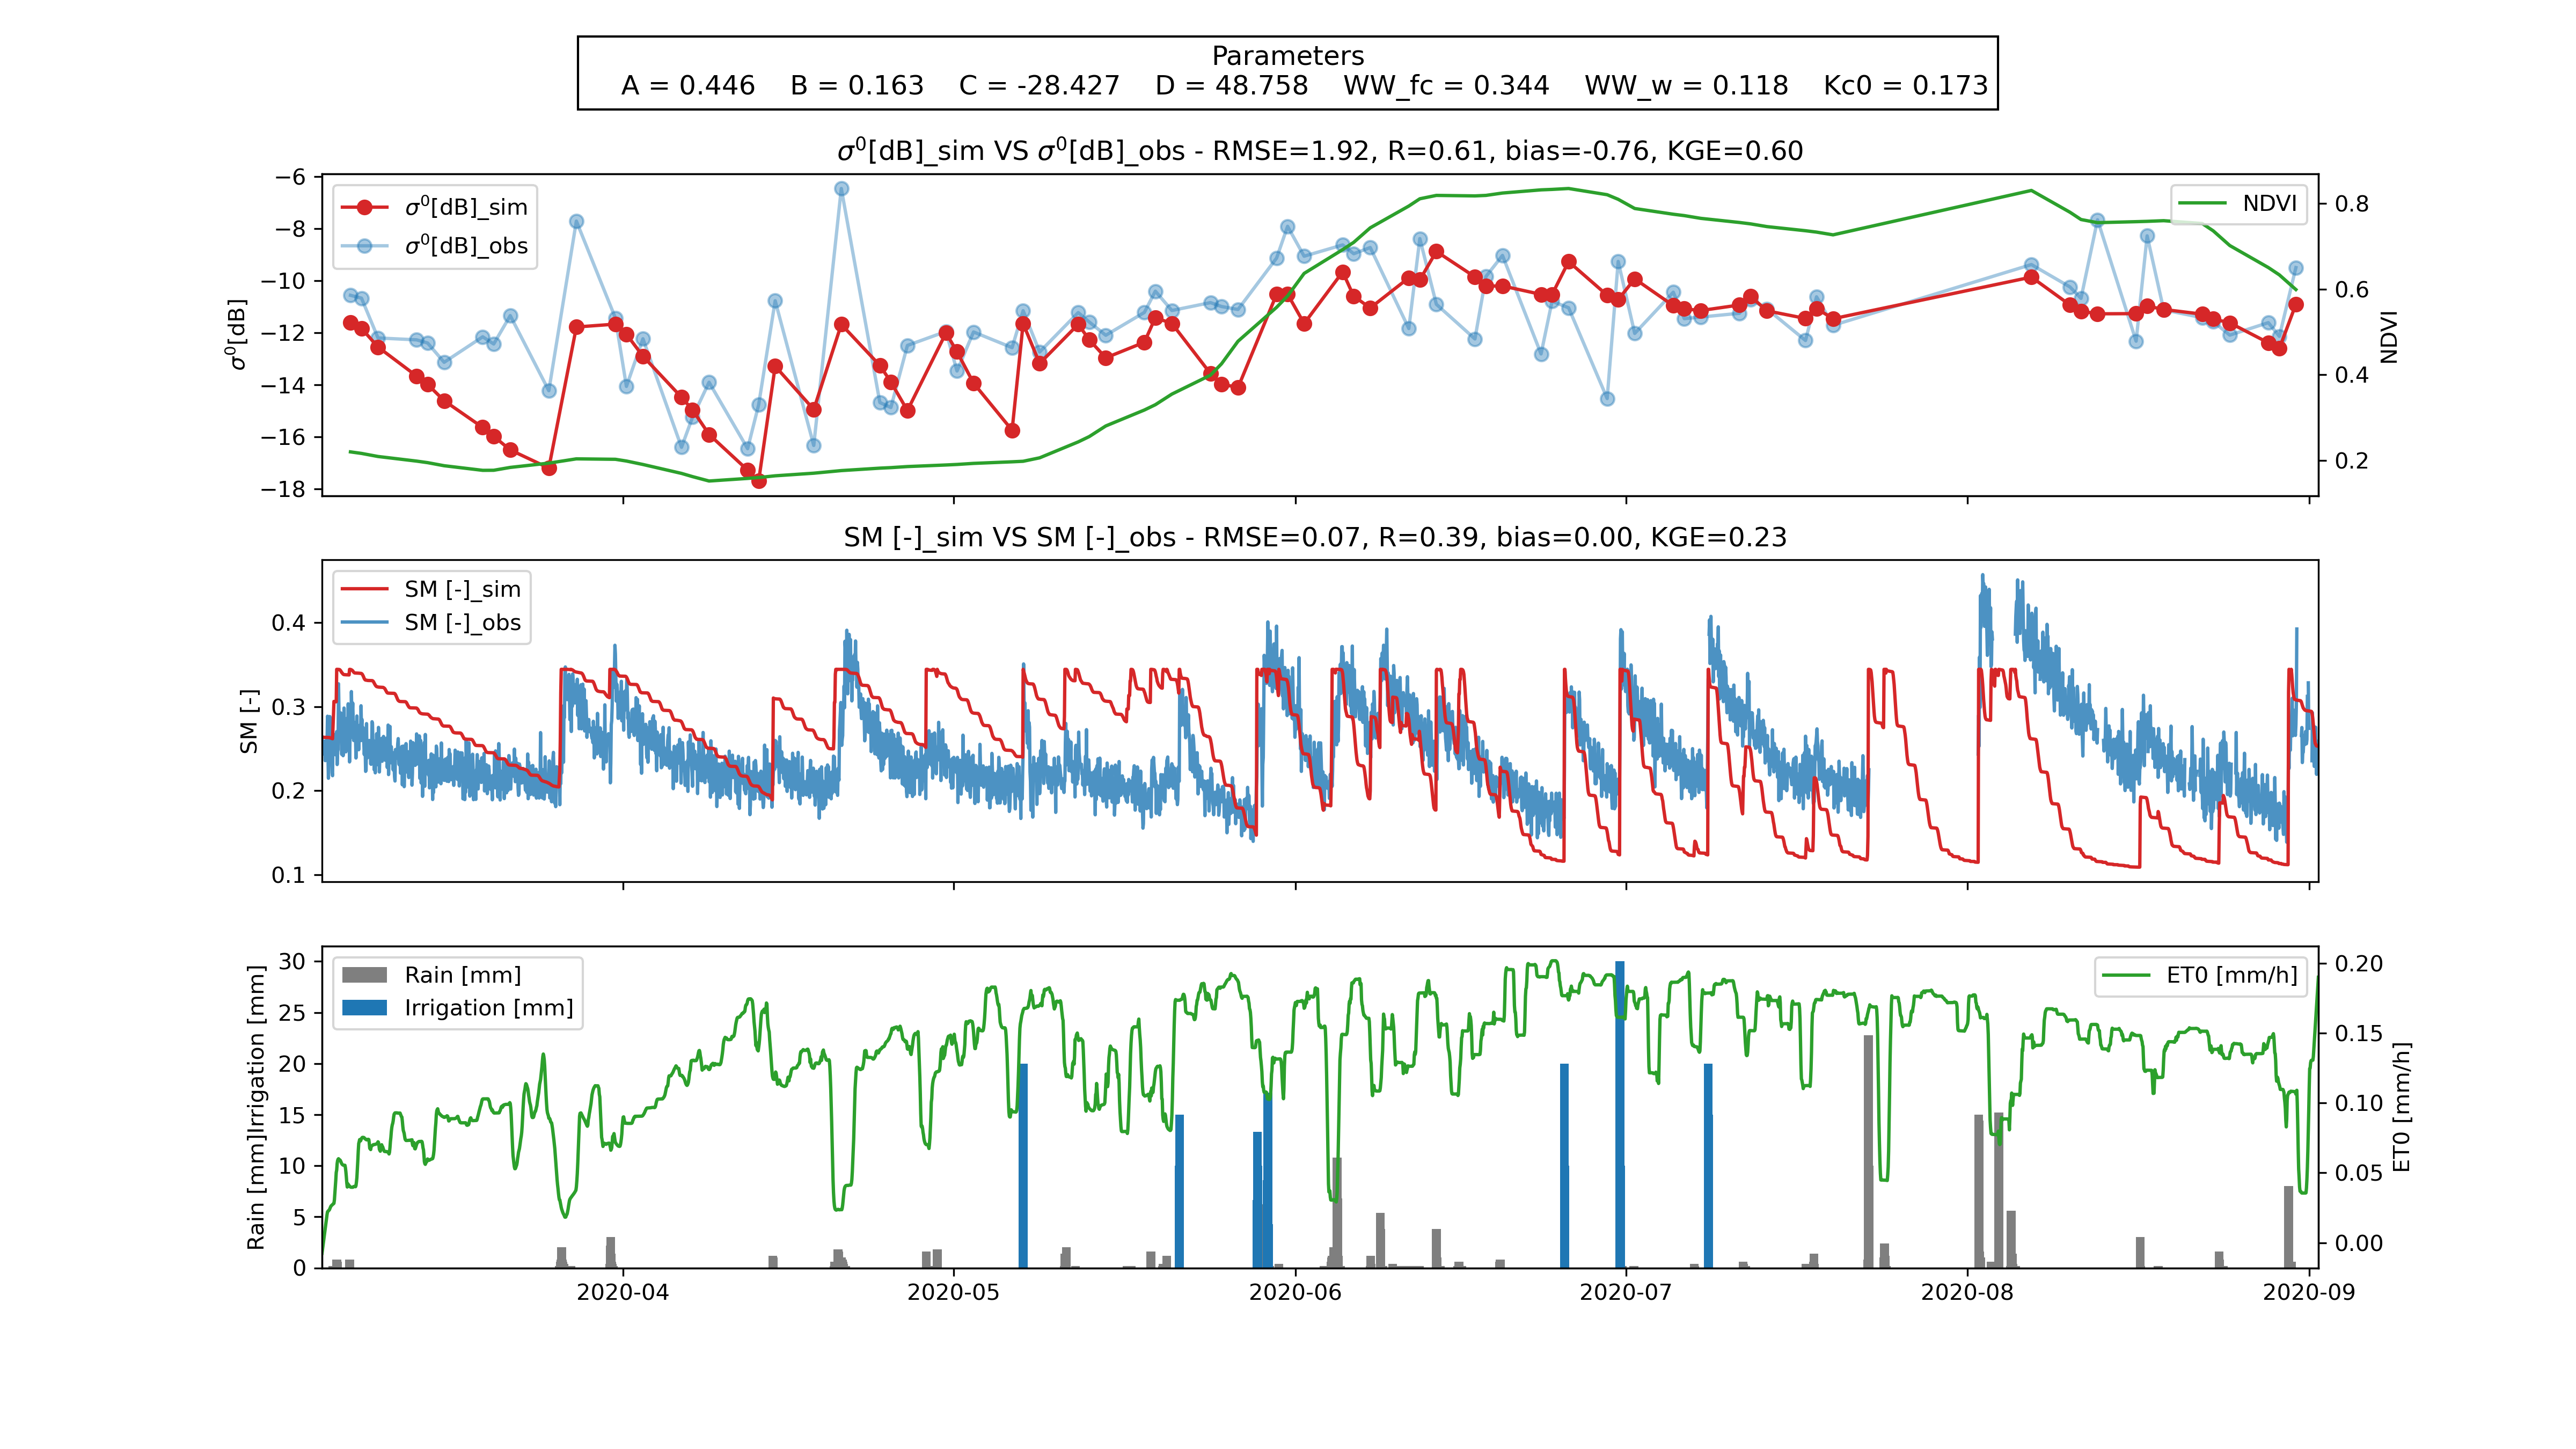 Parameters
A = 0.446 B = 0.163 C = -28.427 D = 48.758 WW_fc = 0.344 WW_w = 0.118 Kc0 = 0.173
σ⁰[dB]_sim VS σ⁰[dB]_obs - RMSE=1.92, R=0.61, bias=-0.76, KGE=0.60
σ⁰[dB]_sim
σ⁰[dB]_obs
NDVI
−6
−8
−10
−12
−14
−16
−18
σ⁰[dB]
0.8
0.6
0.4
0.2
NDVI
SM [-]_sim VS SM [-]_obs - RMSE=0.07, R=0.39, bias=0.00, KGE=0.23
SM [-]_sim
SM [-]_obs
0.4
0.3
0.2
0.1
SM [-]
Rain [mm]
Irrigation [mm]
ET0 [mm/h]
30
25
20
15
10
5
0
Rain [mm]Irrigation [mm]
0.20
0.15
0.10
0.05
0.00
ET0 [mm/h]
2020-04 2020-05 2020-06 2020-07 2020-08 2020-09